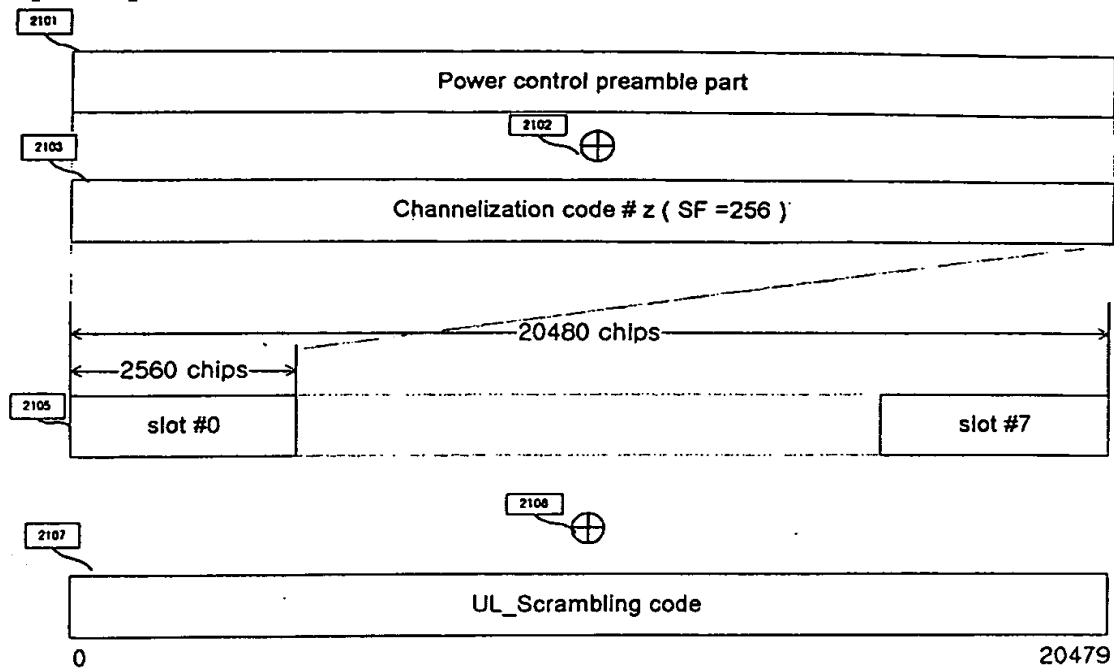 2101
Power control preamble part
2102
2103
Channelization code # z ( SF =256 )
20480 chips
2560 chips
2105
slot #0
slot #7
2106
2107
UL_Scrambling code
0
20479